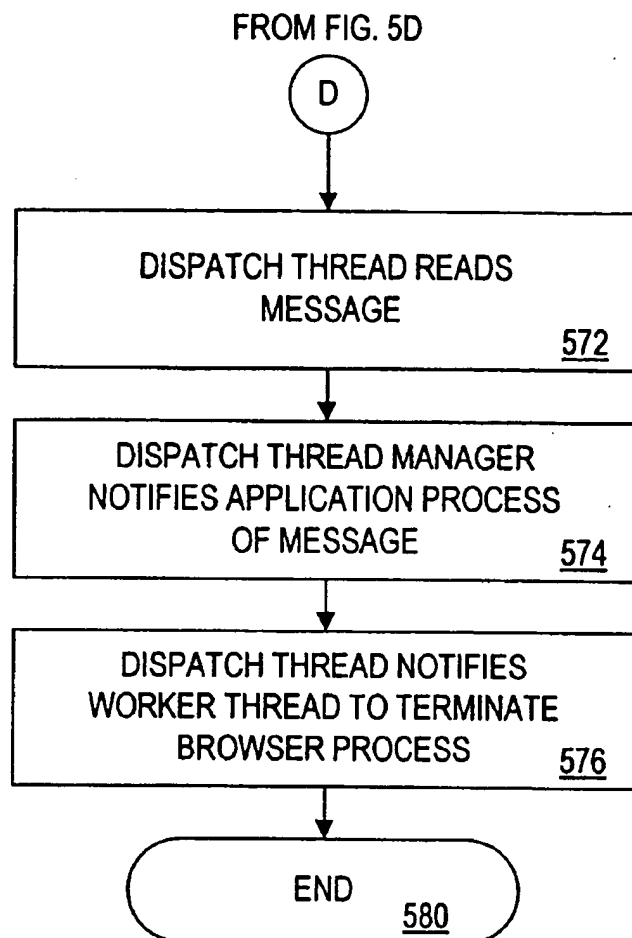 FROM FIG. 5D
D
DISPATCH THREAD READS
MESSAGE
572
DISPATCH THREAD MANAGER
NOTIFIES APPLICATION PROCESS
OF MESSAGE
574
DISPATCH THREAD NOTIFIES
WORKER THREAD TO TERMINATE
BROWSER PROCESS
576
END
580